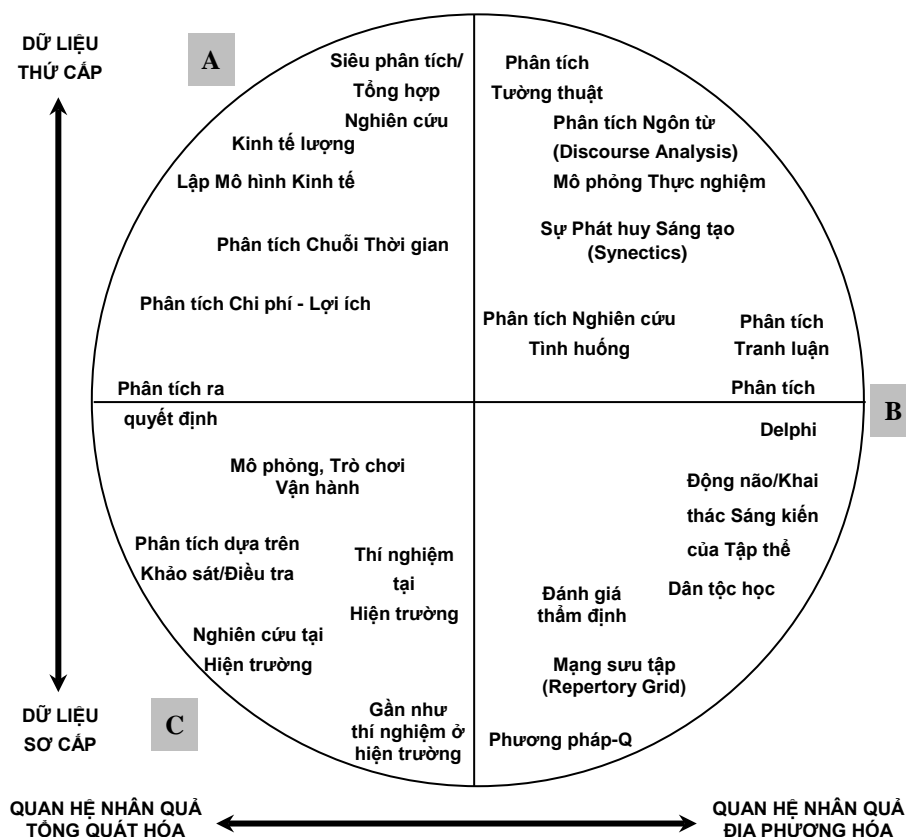 DỮ LIỆU
THỨ CẤP
A
Siêu phân tích/
Tổng hợp
Nghiên cứu
Kinh tế lượng
Lập Mô hình Kinh tế
Phân tích Chuỗi Thời gian
Phân tích Chi phí - Lợi ích
Phân tích ra
quyết định
Phân tích
Tường thuật
Phân tích Ngôn từ
(Discourse Analysis)
Mô phỏng Thực nghiệm
Sự Phát huy Sáng tạo
(Synectics)
Phân tích Nghiên cứu
Tình huống
Phân tích
Tranh luận
Phân tích
B
Delphi
Mô phỏng, Trò chơi
Vận hành
Phân tích dựa trên
Khảo sát/Điều tra
Thí nghiệm
tại
Hiện trường
Nghiên cứu tại
Hiện trường
Gần như
thí nghiệm ở
hiện trường
Động não/Khai
thác Sáng kiến
của Tập thể
Dân tộc học
Đánh giá
thẩm định
Mạng sưu tập
(Repertory Grid)
Phương pháp-Q
DỮ LIỆU
SƠ CẤP
C
QUAN HỆ NHÂN QUẢ
TỔNG QUÁT HÓA
QUAN HỆ NHÂN QUẢ
ĐỊA PHƯƠNG HÓA